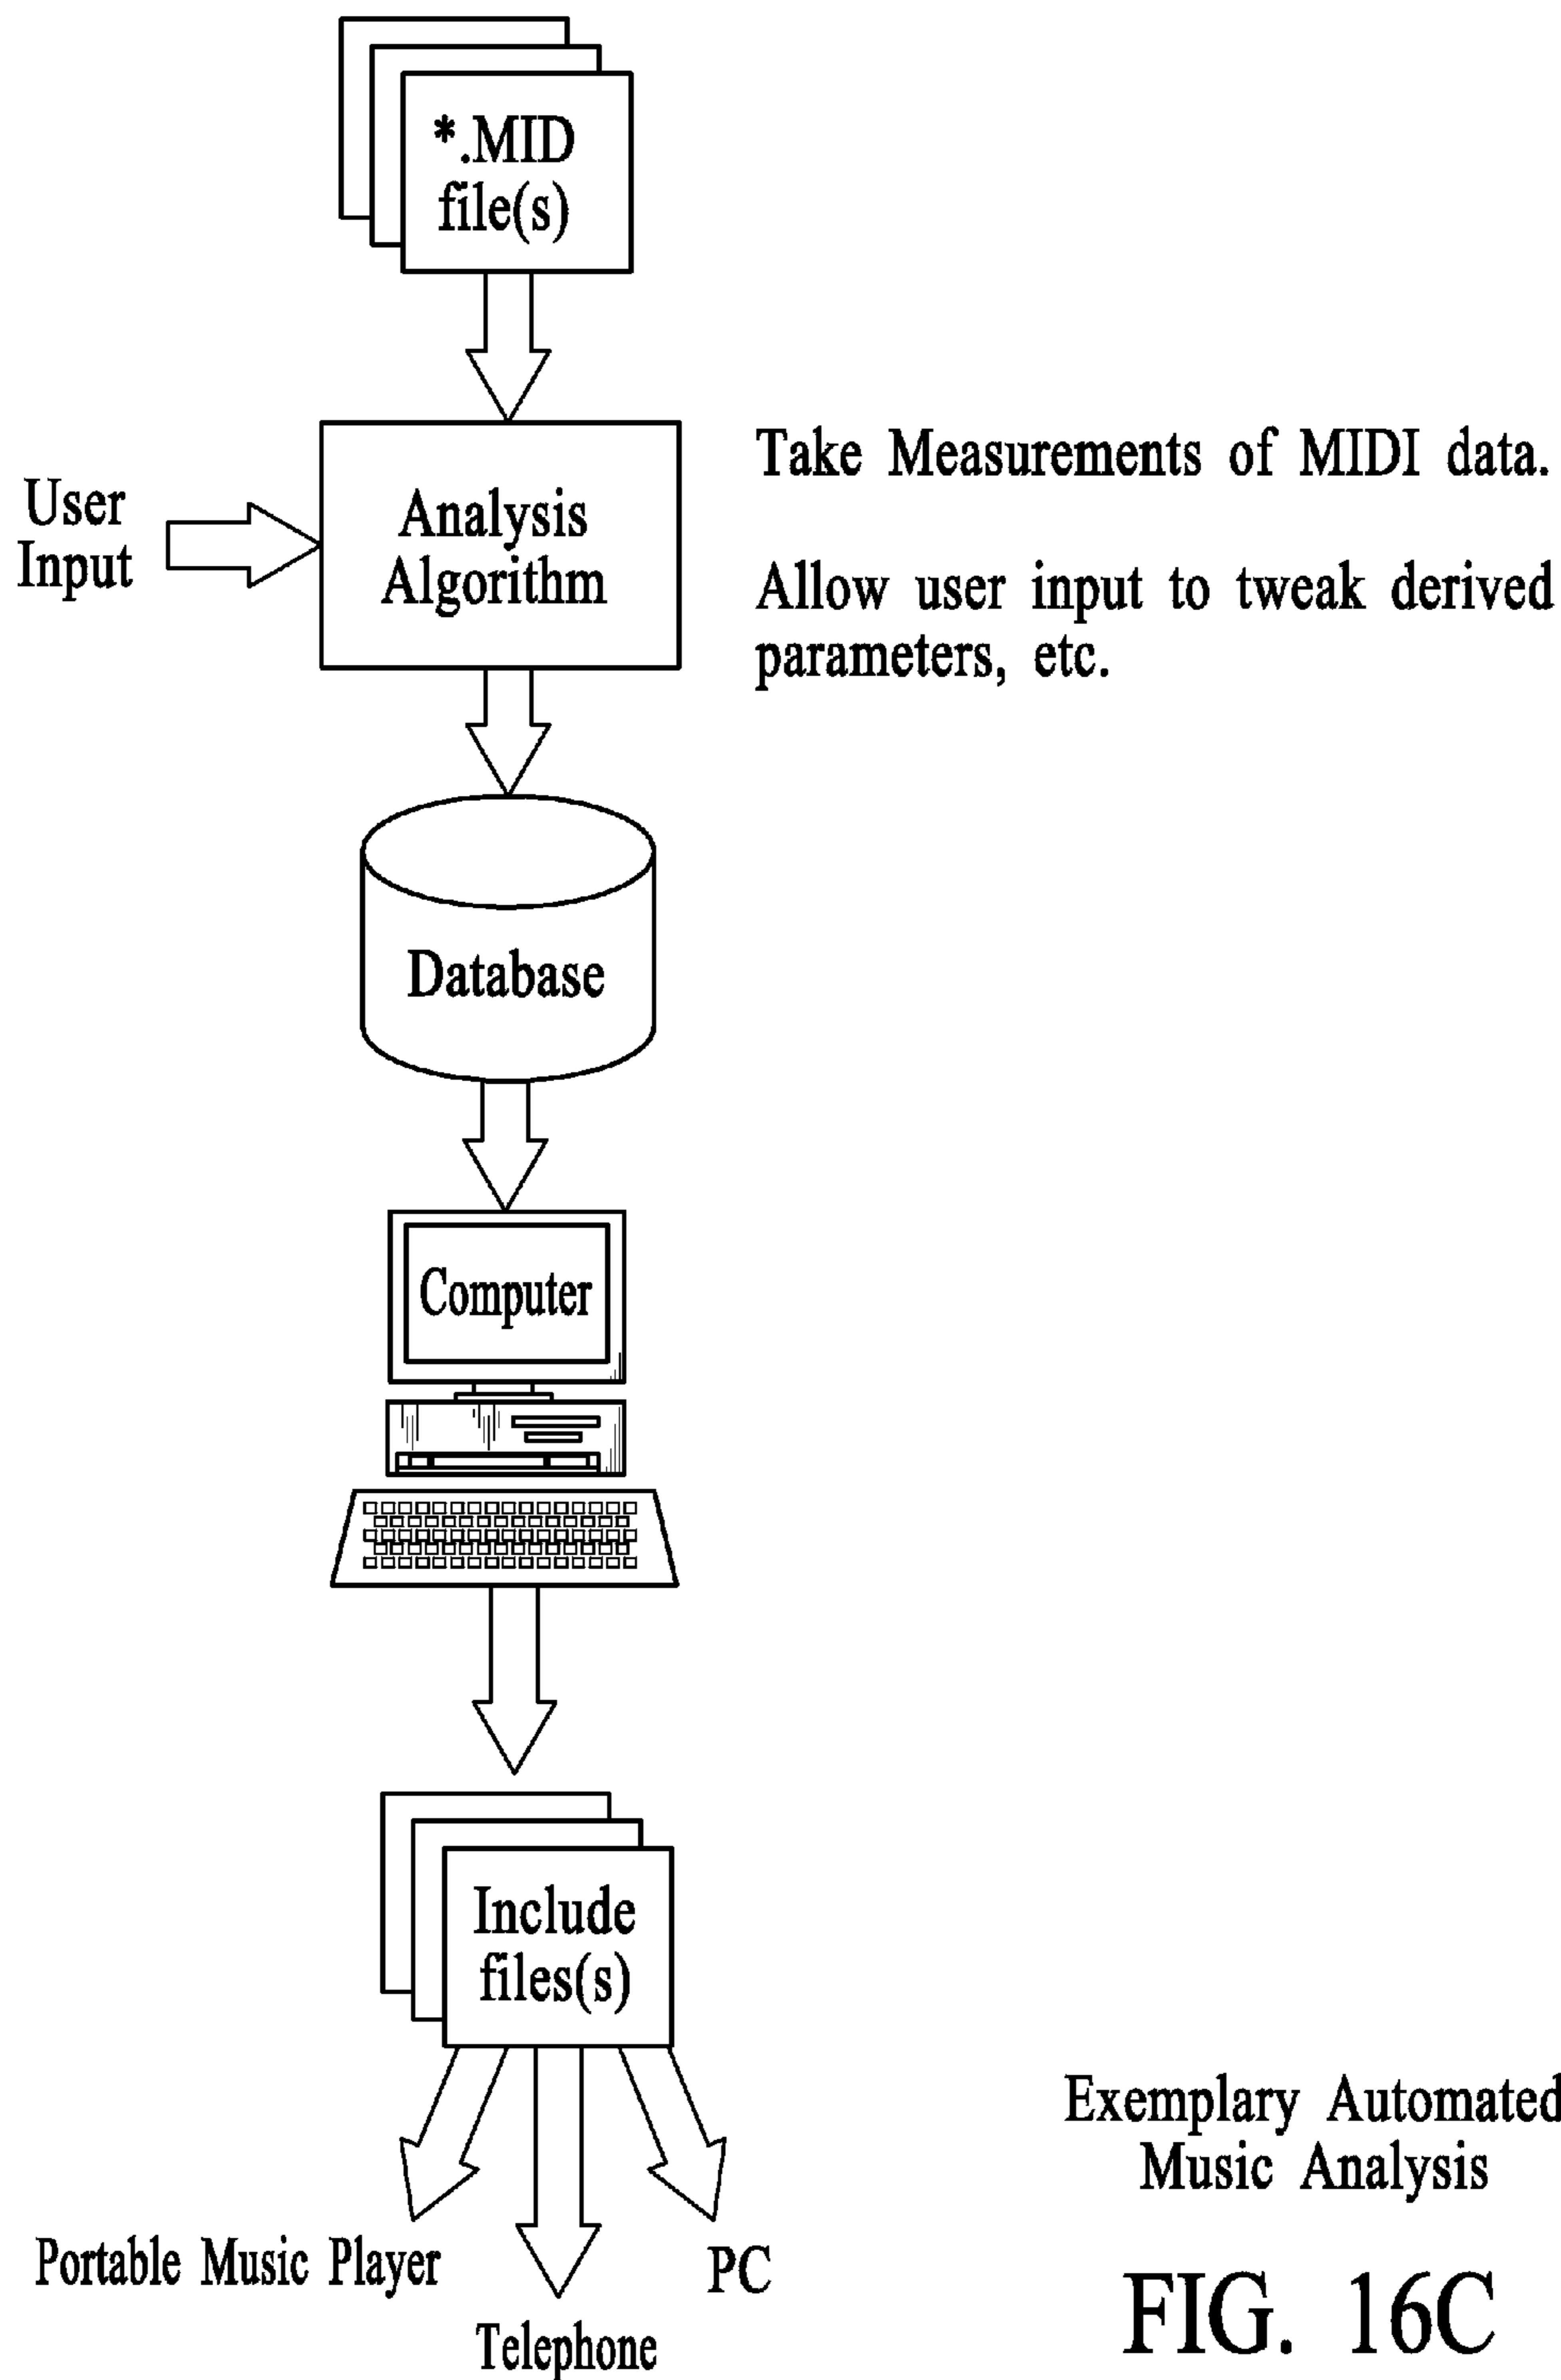 *.MID
file(s)
User
Input
Analysis
Algorithm
Take Measurements of MIDI data.
Allow user input to tweak derived
parameters, etc.
Database
Computer
Include
files(s)
Portable Music Player
Telephone
PC
Exemplary Automated
Music Analysis
FIG. 16C